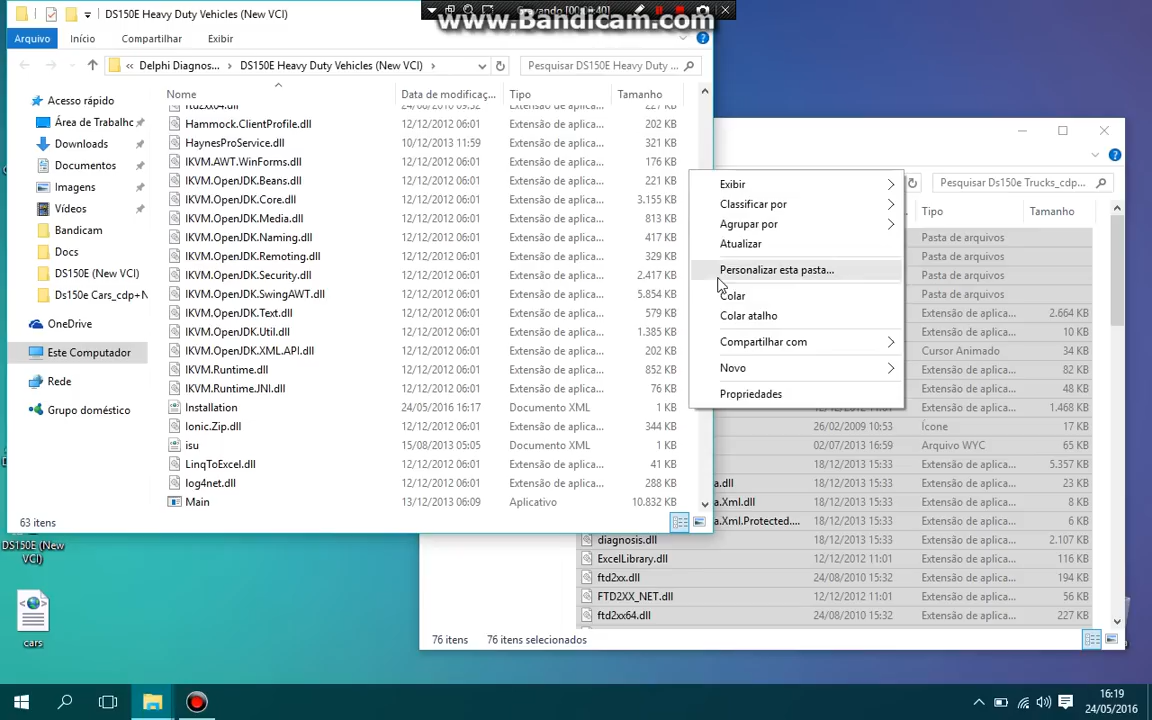 DS150E Heavy Duty Vehicles (New VCI)
www.Bandicam.com
Arquivo Início Compartilhar Exibir
Delphi Diagnos... DS150E Heavy Duty Vehicles (New VCI)
Pesquisar DS150E Heavy Duty ...
Acesso rápido
Área de Trabalho
Downloads
Documentos
Imagens
Vídeos
Bandicam
Docs
DS150E (New VCI)
Ds150e Cars_cdp+N
OneDrive
Este Computador
Rede
Grupo doméstico
Nome Data de modificaç... Tipo Tamanho
ftd2xx64.dll 24/08/2010 09:32 Extensão de aplica... 227 KB
Hammock.ClientProfile.dll 12/12/2012 06:01 Extensão de aplica... 202 KB
HaynesProService.dll 10/12/2013 11:59 Extensão de aplica... 321 KB
IKVM.AWT.WinForms.dll 12/12/2012 06:01 Extensão de aplica... 176 KB
IKVM.OpenJDK.Beans.dll 12/12/2012 06:01 Extensão de aplica... 221 KB
IKVM.OpenJDK.Core.dll 12/12/2012 06:01 Extensão de aplica... 3.155 KB
IKVM.OpenJDK.Media.dll 12/12/2012 06:01 Extensão de aplica... 813 KB
IKVM.OpenJDK.Naming.dll 12/12/2012 06:01 Extensão de aplica... 417 KB
IKVM.OpenJDK.Remoting.dll 12/12/2012 06:01 Extensão de aplica... 329 KB
IKVM.OpenJDK.Security.dll 12/12/2012 06:01 Extensão de aplica... 2.417 KB
IKVM.OpenJDK.SwingAWT.dll 12/12/2012 06:01 Extensão de aplica... 5.854 KB
IKVM.OpenJDK.Text.dll 12/12/2012 06:01 Extensão de aplica... 579 KB
IKVM.OpenJDK.Util.dll 12/12/2012 06:01 Extensão de aplica... 1.385 KB
IKVM.OpenJDK.XML.API.dll 12/12/2012 06:01 Extensão de aplica... 202 KB
IKVM.Runtime.dll 12/12/2012 06:01 Extensão de aplica... 852 KB
IKVM.Runtime.JNI.dll 12/12/2012 06:01 Extensão de aplica... 76 KB
Installation 24/05/2016 16:17 Documento XML 1 KB
Ionic.Zip.dll 12/12/2012 06:01 Extensão de aplica... 344 KB
isu 15/08/2013 05:05 Documento XML 1 KB
LinqToExcel.dll 12/12/2012 06:01 Extensão de aplica... 41 KB
log4net.dll 12/12/2012 06:01 Extensão de aplica... 288 KB
Main 13/12/2013 06:09 Aplicativo 10.832 KB
63 itens
Exibir
Classificar por
Agrupar por
Atualizar
Personalizar esta pasta...
Colar
Colar atalho
Compartilhar com
Novo
Propriedades
Pesquisar Ds150e Trucks_cdp...
Tipo Tamanho
Pasta de arquivos
Pasta de arquivos
Pasta de arquivos
Pasta de arquivos
Extensão de aplica... 2.664 KB
Extensão de aplica... 10 KB
Cursor Animado 34 KB
Extensão de aplica... 82 KB
Extensão de aplica... 48 KB
Extensão de aplica... 1.468 KB
26/02/2009 10:53 Ícone 17 KB
02/07/2013 16:39 Arquivo WYC 65 KB
18/12/2013 15:33 Extensão de aplica... 5.357 KB
a.dll 18/12/2013 15:33 Extensão de aplica... 23 KB
a.Xml.dll 18/12/2013 15:33 Extensão de aplica... 8 KB
a.Xml.Protected.... 18/12/2013 15:33 Extensão de aplica... 6 KB
diagnosis.dll 18/12/2013 15:33 Extensão de aplica... 2.107 KB
ExcelLibrary.dll 12/12/2012 11:01 Extensão de aplica... 116 KB
ftd2xx.dll 24/08/2010 15:32 Extensão de aplica... 194 KB
FTD2XX_NET.dll 12/12/2012 11:01 Extensão de aplica... 56 KB
ftd2xx64.dll 24/08/2010 15:32 Extensão de aplica... 227 KB
76 itens 76 itens selecionados
DS150E (New VCI)
cars
16:19
24/05/2016